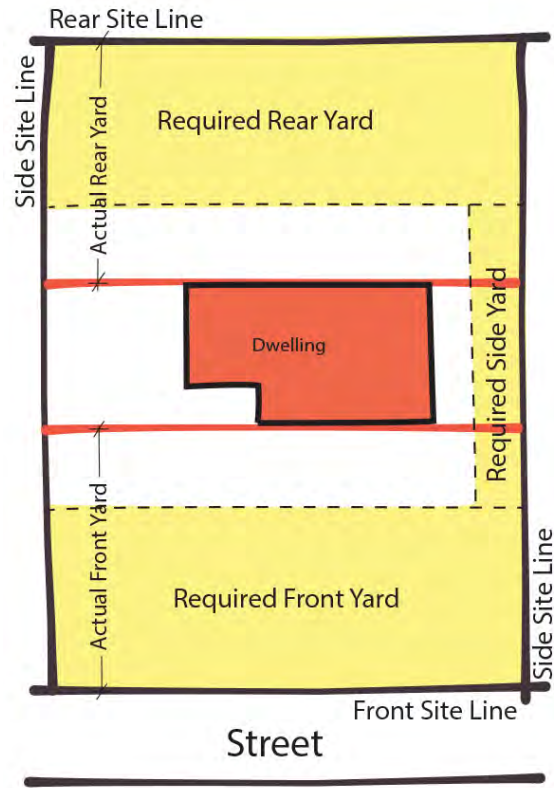 Rear Site Line
Side Site Line
Actual Rear Yard
Required Rear Yard
Dwelling
Required Side Yard
Actual Front Yard
Required Front Yard
Side Site Line
Front Site Line
Street